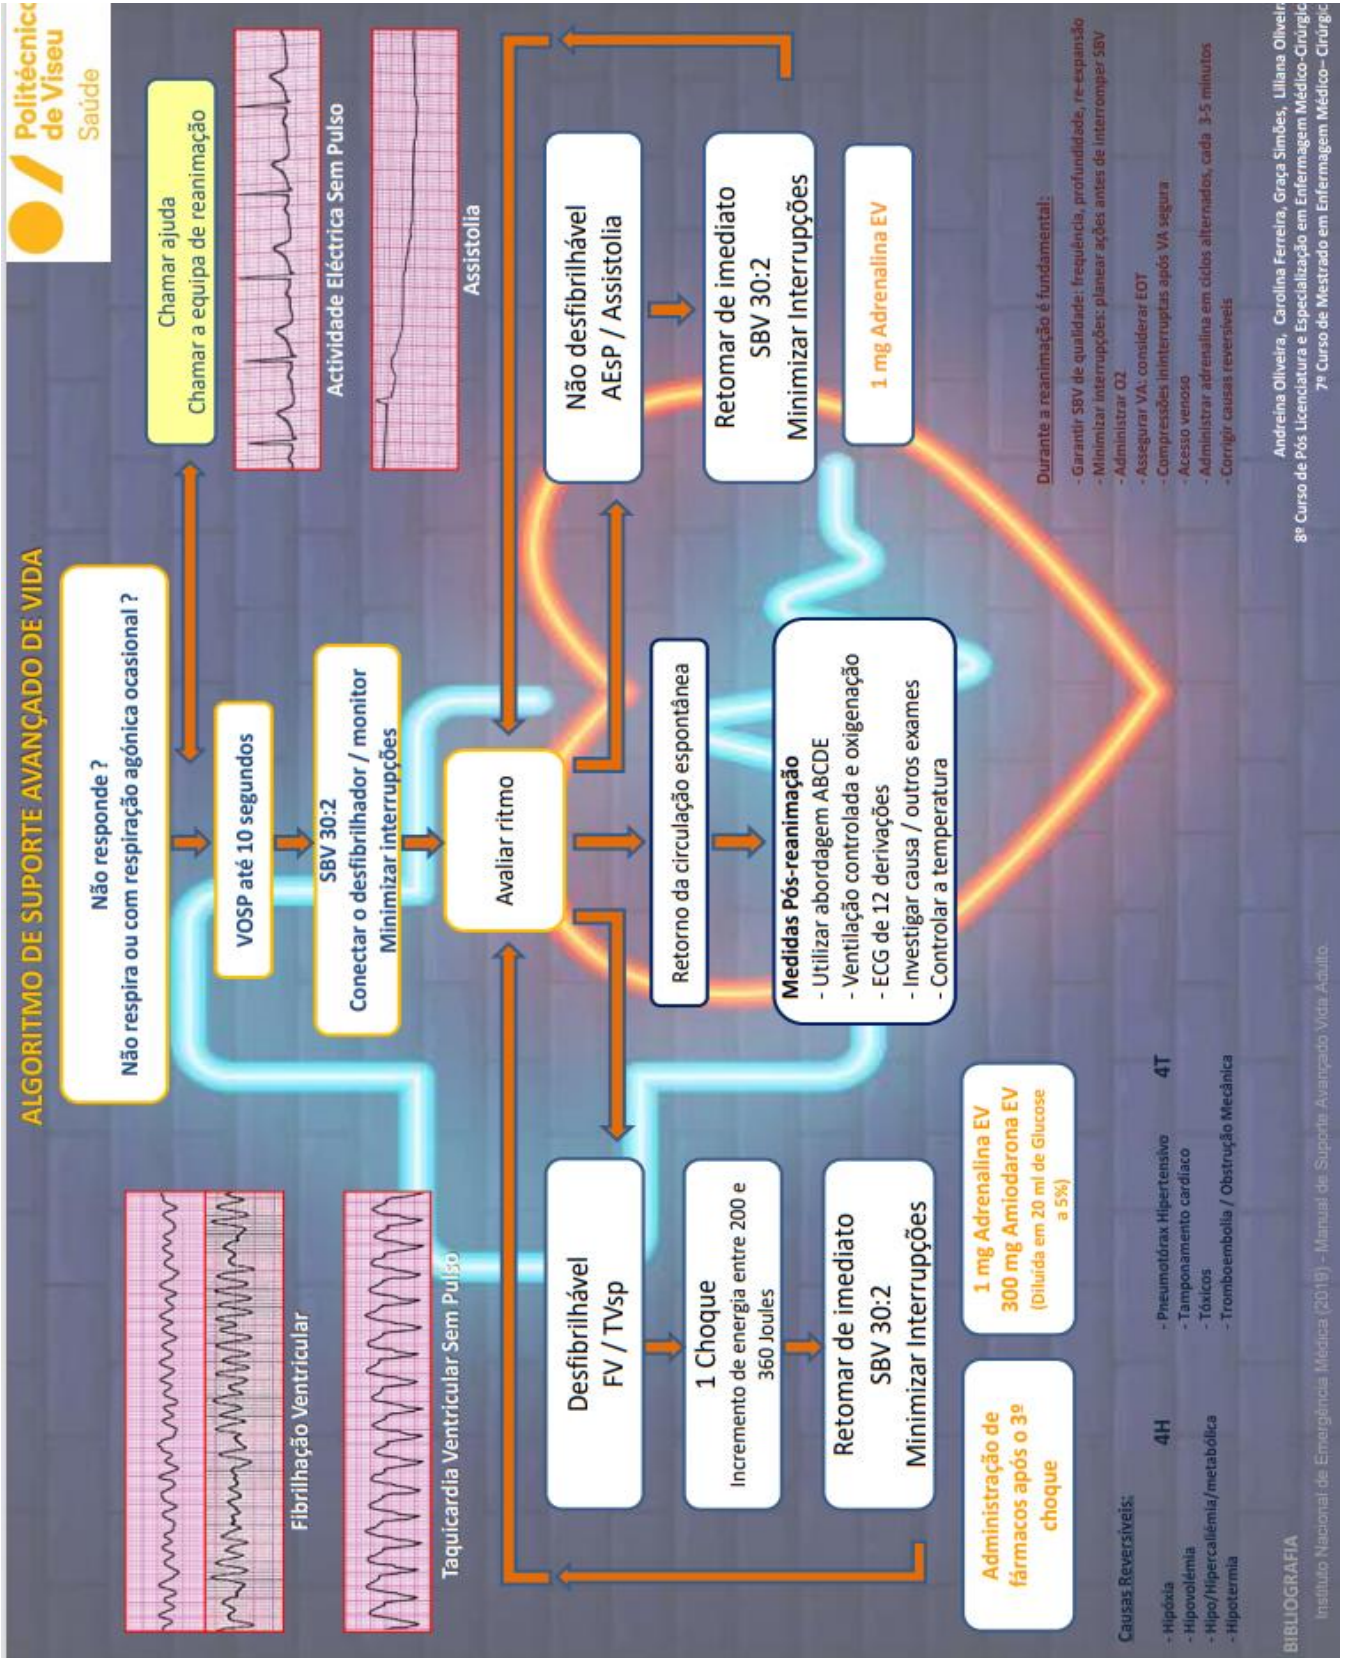 ALGORITMO DE SUPORTE AVANÇADO DE VIDA
Politécnico
de Viseu
Saúde
Não responde ?
Não respira ou com respiração agónica ocasional ?
Chamar ajuda
Chamar a equipa de reanimação
VOSP até 10 segundos
SBV 30:2
Conectar o desfibrilhador / monitor
Minimizar interrupções
Avaliar ritmo
Fibrilhação Ventricular
Taquicardia Ventricular Sem Pulso
Actividade Eléctrica Sem Pulso
Assistolia
Desfibrilhável
FV / TVsp
1 Choque
Incremento de energia entre 200 e
360 Joules
Retomar de imediato
SBV 30:2
Minimizar Interrupções
Administração de
fármacos após o 3º
choque
1 mg Adrenalina EV
300 mg Amiodarona EV
(Diluída em 20 ml de Glucose
a 5%)
Retorno da circulação espontânea
Medidas Pós-reanimação
- Utilizar abordagem ABCDE
- Ventilação controlada e oxigenação
- ECG de 12 derivações
- Investigar causa / outros exames
- Controlar a temperatura
Não desfibrilhável
AEsP / Assistolia
Retomar de imediato
SBV 30:2
Minimizar Interrupções
1 mg Adrenalina EV
Causas Reversíveis:
4H
- Hipóxia
- Hipovolémia
- Hipo/Hipercaliémia/metabólica
- Hipotermia
4T
- Pneumotórax Hipertensivo
- Tamponamento cardíaco
- Tóxicos
- Tromboembolia / Obstrução Mecânica
Durante a reanimação é fundamental:
- Garantir SBV de qualidade: frequência, profundidade, re-expansão
- Minimizar interrupções: planear ações antes de interromper SBV
- Administrar O2
- Assegurar VA: considerar EOT
- Compressões ininterruptas após VA segura
- Acesso venoso
- Administrar adrenalina em ciclos alternados, cada 3-5 minutos
- Corrigir causas reversíveis
BIBLIOGRAFIA
Instituto Nacional de Emergência Médica (2019) - Manual de Suporte Avançado Vida Adulto.
Andreina Oliveira, Carolina Ferreira, Graça Simões, Liliana Oliveir
8º Curso de Pós Licenciatura e Especialização em Enfermagem Médico-Cirúrgic
7º Curso de Mestrado em Enfermagem Médico– Cirúrgic